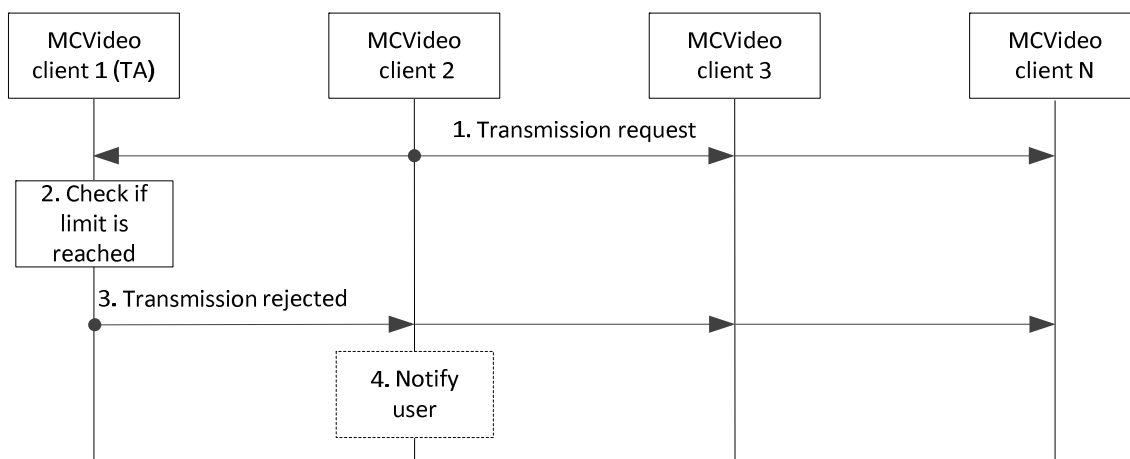 MCVideo
client 1 (TA)
MCVideo
client 2
MCVideo
client 3
MCVideo
client N
1. Transmission request
2. Check if
limit is
reached
3. Transmission rejected
4. Notify
user